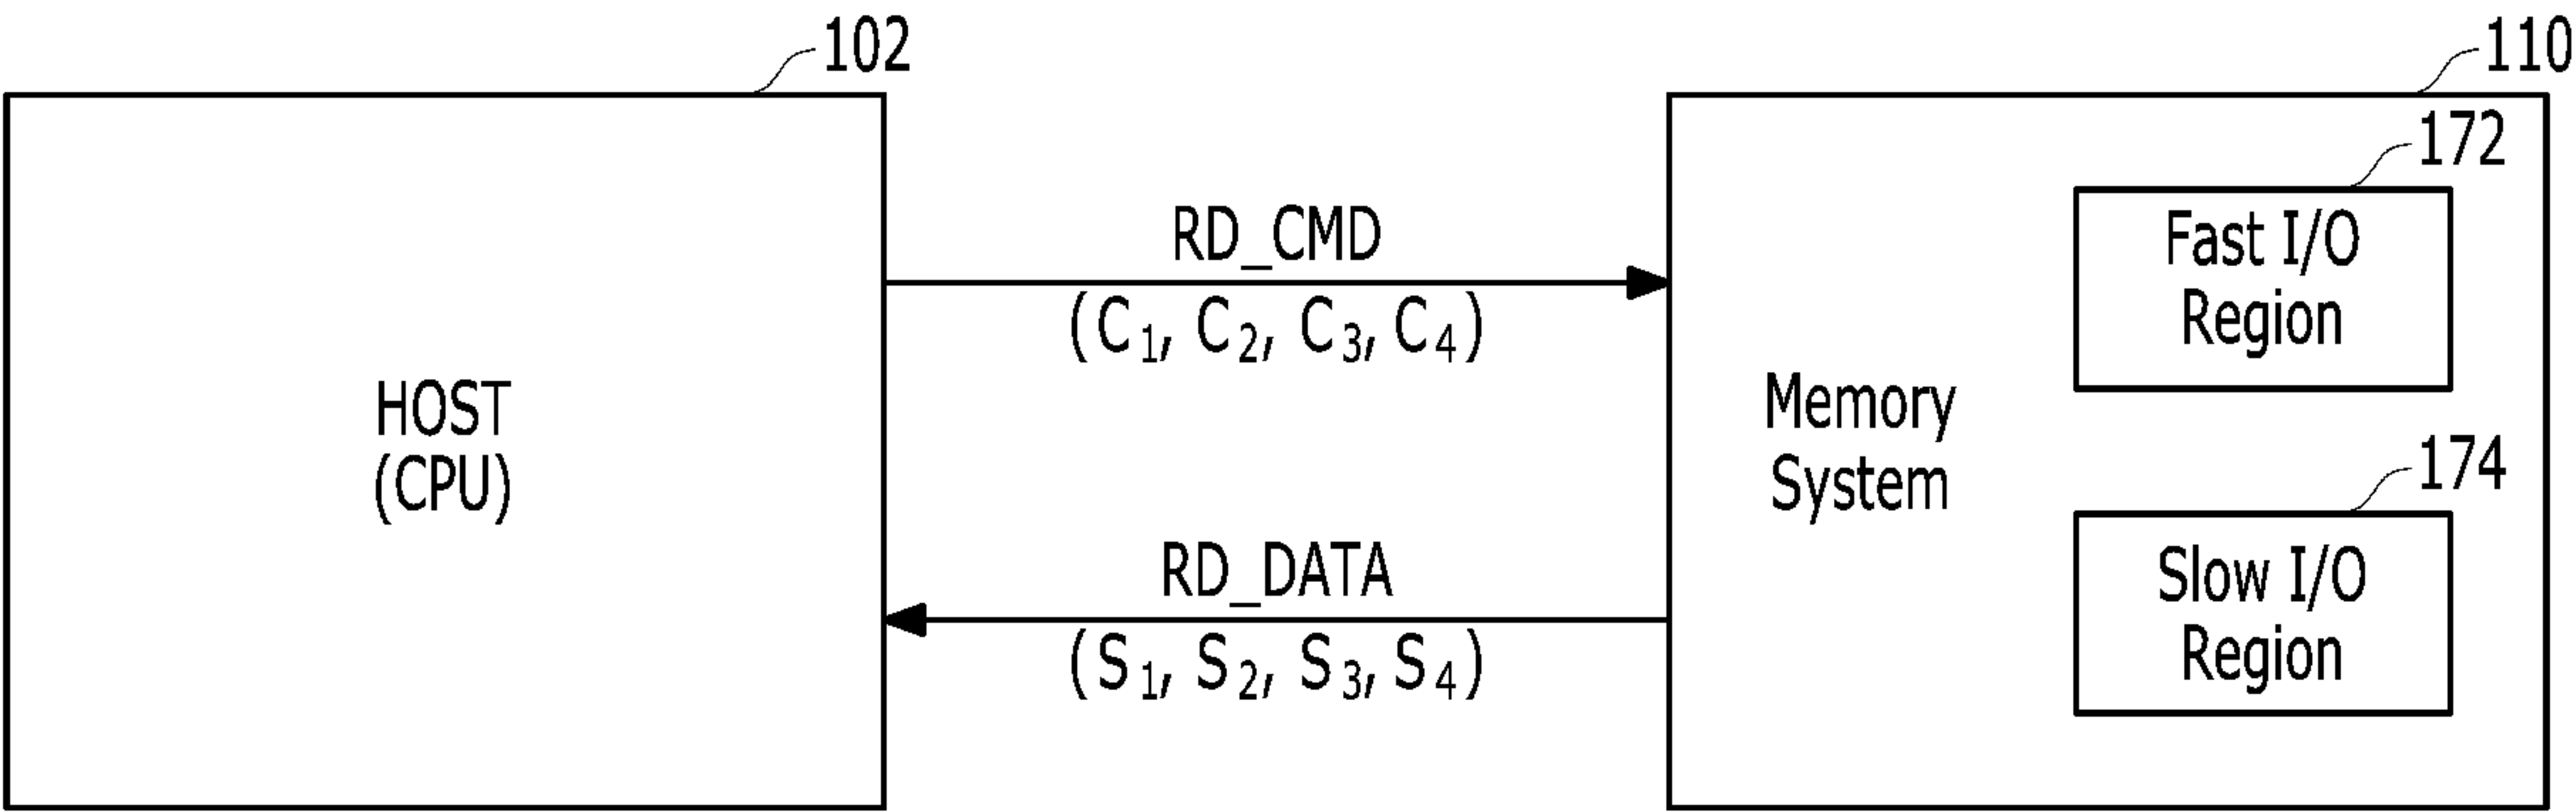 102
110
172
Fast I/O
Region
RD_CMD
(C₁, C₂, C₃, C₄)
HOST
(CPU)
Memory
System
174
RD_DATA
(S₁, S₂, S₃, S₄)
Slow I/O
Region